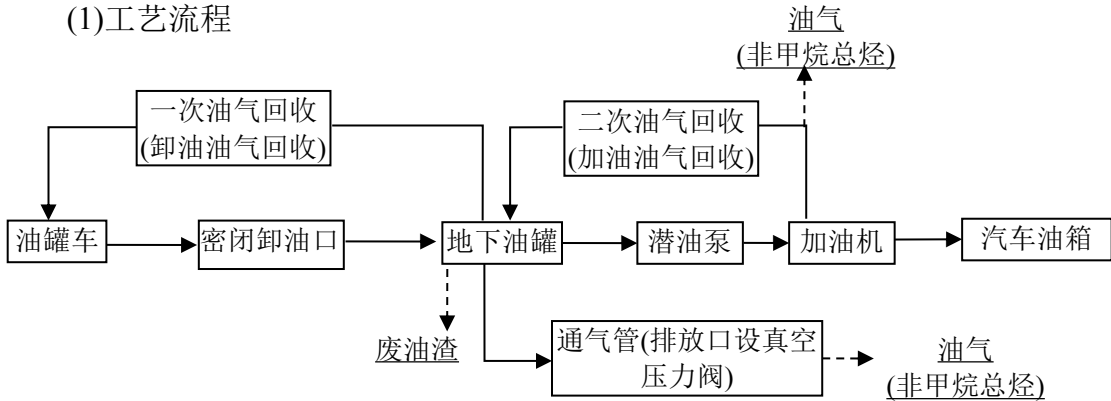 (1)工艺流程
油气
(非甲烷总烃)
一次油气回收
(卸油油气回收)
二次油气回收
(加油油气回收)
油罐车
密闭卸油口
地下油罐
潜油泵
加油机
汽车油箱
废油渣
通气管(排放口设真空
压力阀)
油气
(非甲烷总烃)